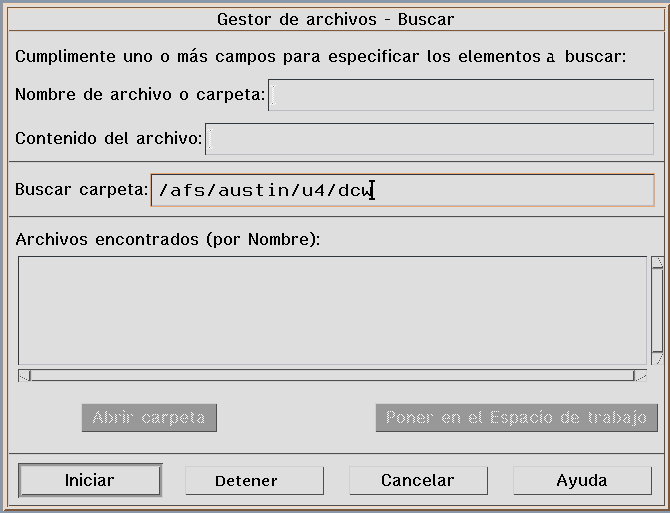 Gestor de archivos - Buscar
Cumplimente uno o más campos para especificar los elementos a buscar:
Nombre de archivo o carpeta:
Contenido del archivo:
Buscar carpeta: /afs/austin/u4/dcw
Archivos encontrados (por Nombre):
Abrir carpeta Poner en el Espacio de trabajo
Iniciar Detener Cancelar Ayuda